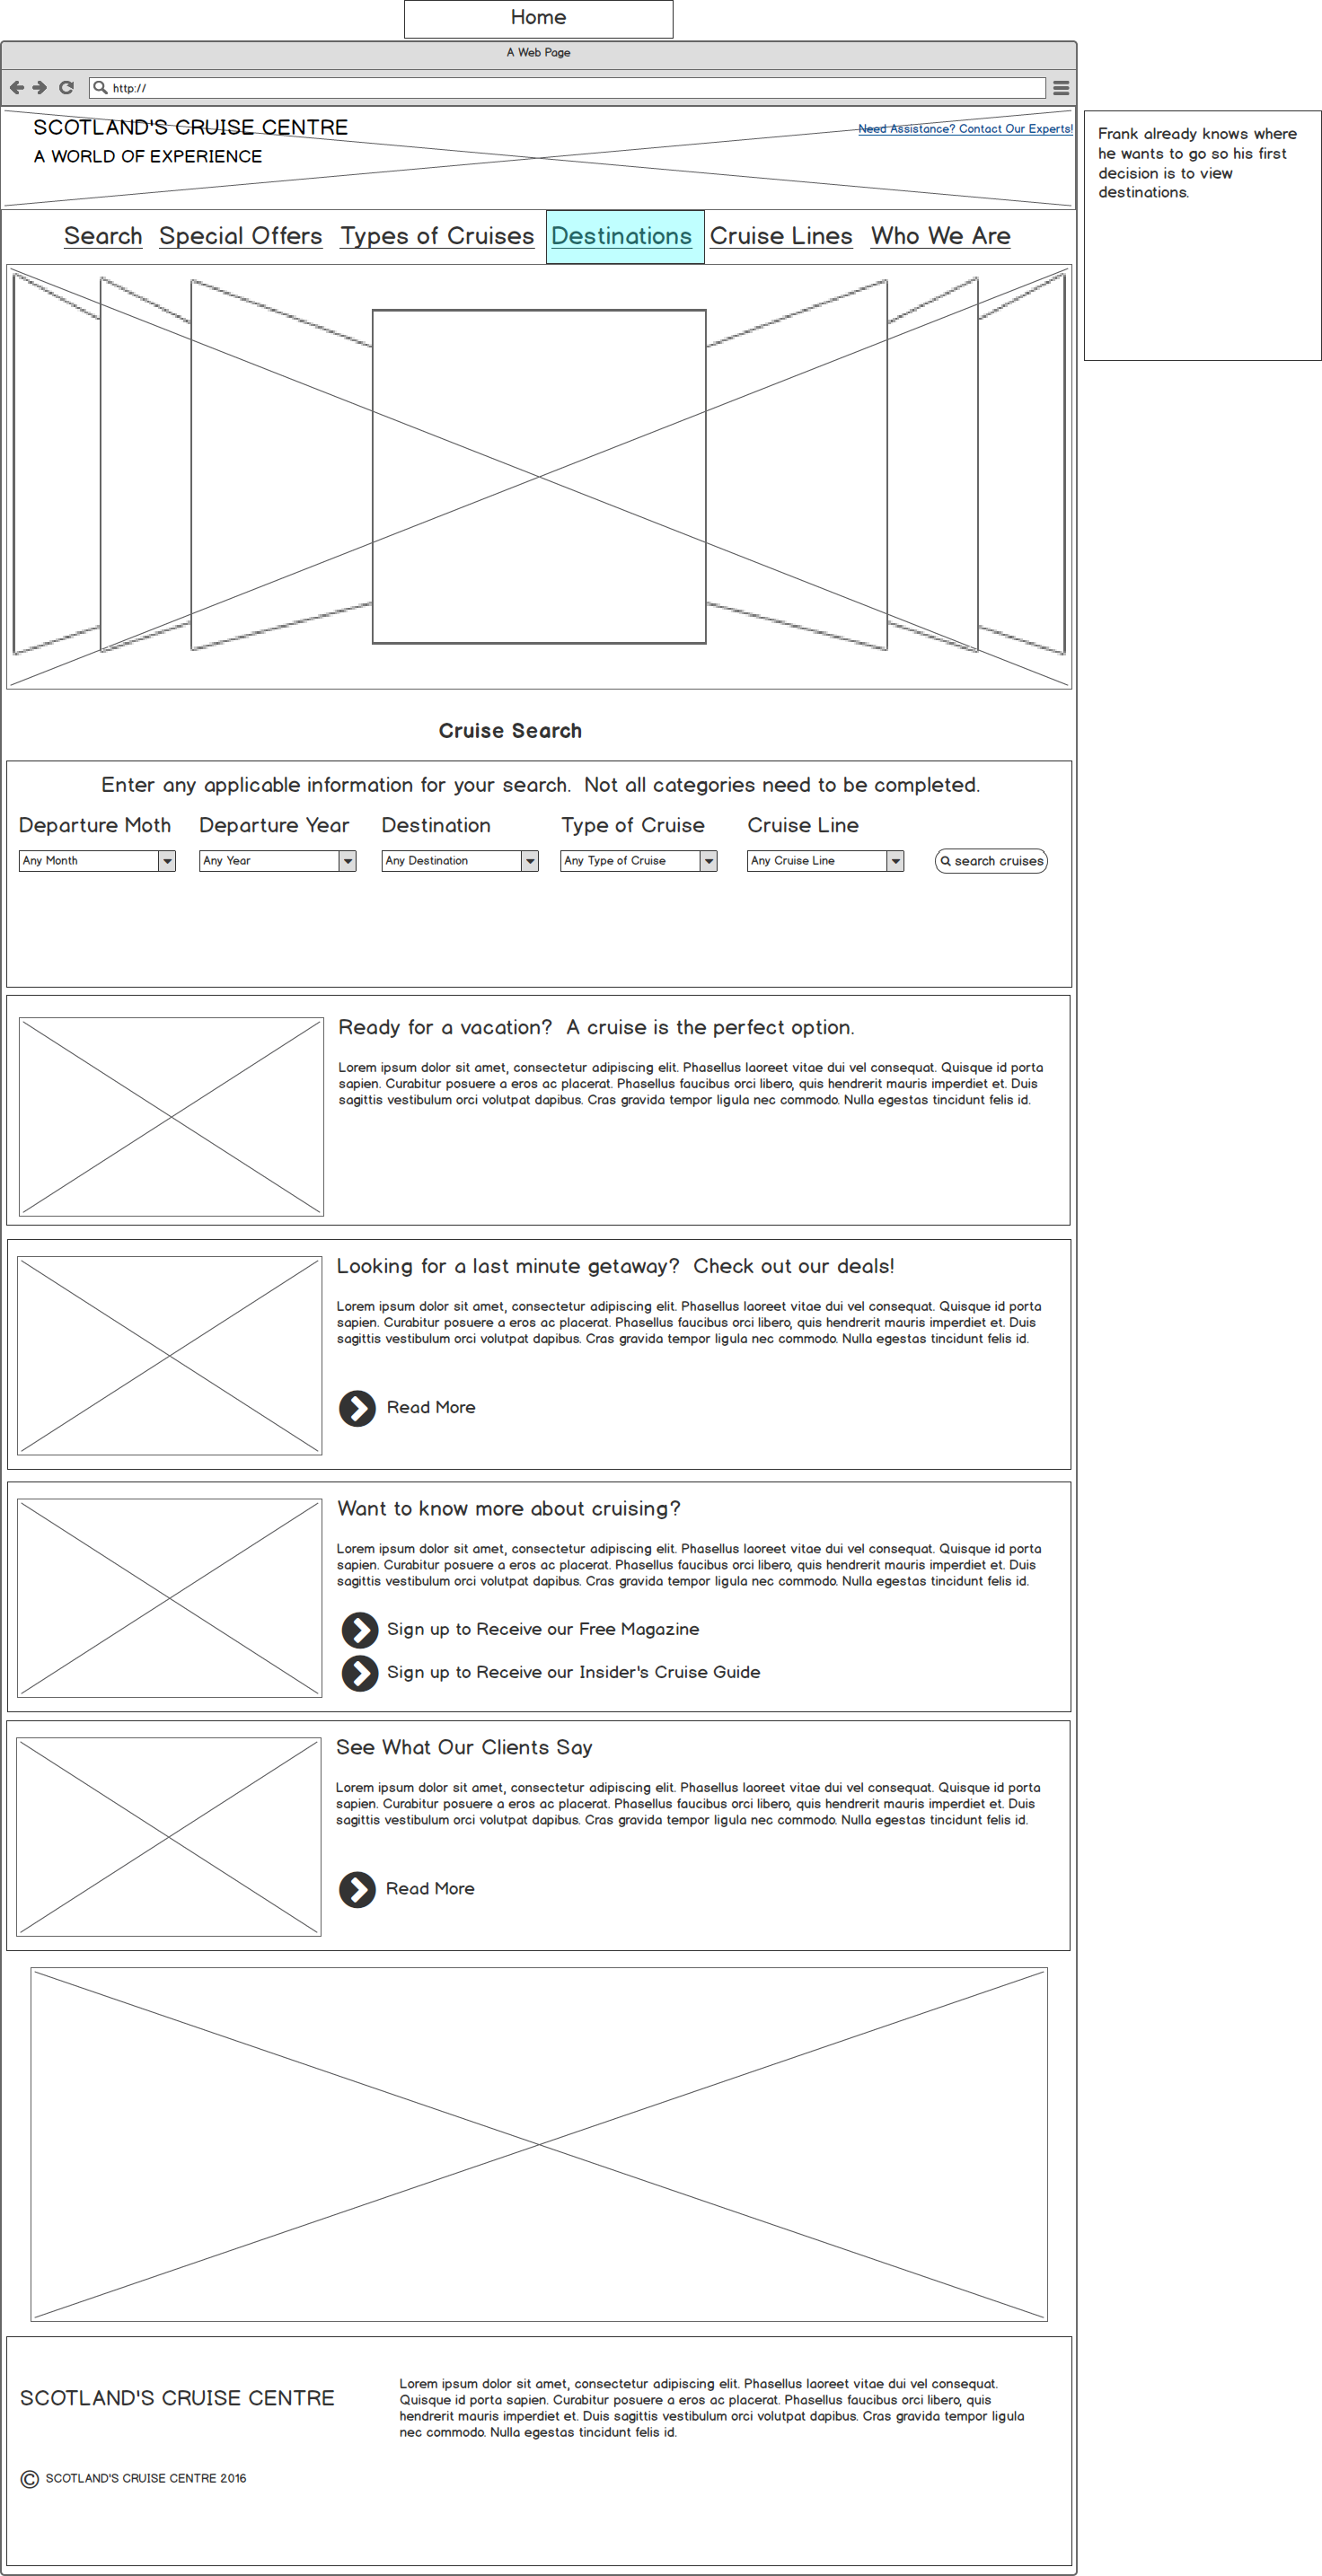 Home
A Web Page
http://
SCOTLAND'S CRUISE CENTRE
A WORLD OF EXPERIENCE
Need Assistance? Contact Our Experts!
Frank already knows where
he wants to go so his first
decision is to view
destinations.
Search Special Offers Types of Cruises Destinations Cruise Lines Who We Are
Cruise Search
Enter any applicable information for your search. Not all categories need to be completed.
Departure Moth Departure Year Destination Type of Cruise Cruise Line
Any Month Any Year Any Destination Any Type of Cruise Any Cruise Line search cruises
Ready for a vacation? A cruise is the perfect option.
Lorem ipsum dolor sit amet, consectetur adipiscing elit. Phasellus laoreet vitae dui vel consequat. Quisque id porta
sapien. Curabitur posuere a eros ac placerat. Phasellus faucibus orci libero, quis hendrerit mauris imperdiet et. Duis
sagittis vestibulum orci volutpat dapibus. Cras gravida tempor ligula nec commodo. Nulla egestas tincidunt felis id.
Looking for a last minute getaway? Check out our deals!
Lorem ipsum dolor sit amet, consectetur adipiscing elit. Phasellus laoreet vitae dui vel consequat. Quisque id porta
sapien. Curabitur posuere a eros ac placerat. Phasellus faucibus orci libero, quis hendrerit mauris imperdiet et. Duis
sagittis vestibulum orci volutpat dapibus. Cras gravida tempor ligula nec commodo. Nulla egestas tincidunt felis id.
Read More
Want to know more about cruising?
Lorem ipsum dolor sit amet, consectetur adipiscing elit. Phasellus laoreet vitae dui vel consequat. Quisque id porta
sapien. Curabitur posuere a eros ac placerat. Phasellus faucibus orci libero, quis hendrerit mauris imperdiet et. Duis
sagittis vestibulum orci volutpat dapibus. Cras gravida tempor ligula nec commodo. Nulla egestas tincidunt felis id.
Sign up to Receive our Free Magazine
Sign up to Receive our Insider's Cruise Guide
See What Our Clients Say
Lorem ipsum dolor sit amet, consectetur adipiscing elit. Phasellus laoreet vitae dui vel consequat. Quisque id porta
sapien. Curabitur posuere a eros ac placerat. Phasellus faucibus orci libero, quis hendrerit mauris imperdiet et. Duis
sagittis vestibulum orci volutpat dapibus. Cras gravida tempor ligula nec commodo. Nulla egestas tincidunt felis id.
Read More
SCOTLAND'S CRUISE CENTRE
Lorem ipsum dolor sit amet, consectetur adipiscing elit. Phasellus laoreet vitae dui vel consequat.
Quisque id porta sapien. Curabitur posuere a eros ac placerat. Phasellus faucibus orci libero, quis
hendrerit mauris imperdiet et. Duis sagittis vestibulum orci volutpat dapibus. Cras gravida tempor ligula
nec commodo. Nulla egestas tincidunt felis id.
© SCOTLAND'S CRUISE CENTRE 2016